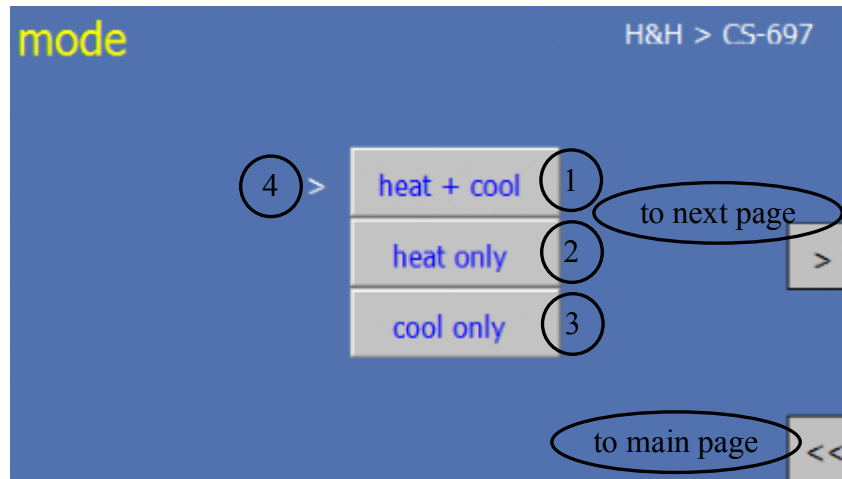 mode
H&H > CS-697
4 > heat + cool 1
to next page
heat only 2
>
cool only 3
to main page
<<